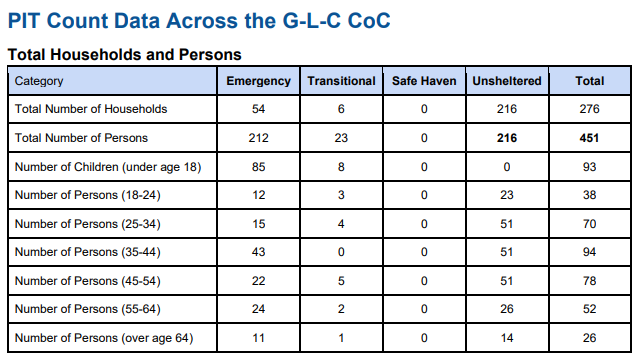 PIT Count Data Across the G-L-C CoC
Total Households and Persons
Category Emergency Transitional Safe Haven Unsheltered Total
Total Number of Households 54 6 0 216 276
Total Number of Persons 212 23 0 216 451
Number of Children (under age 18) 85 8 0 0 93
Number of Persons (18-24) 12 3 0 23 38
Number of Persons (25-34) 15 4 0 51 70
Number of Persons (35-44) 43 0 0 51 94
Number of Persons (45-54) 22 5 0 51 78
Number of Persons (55-64) 24 2 0 26 52
Number of Persons (over age 64) 11 1 0 14 26